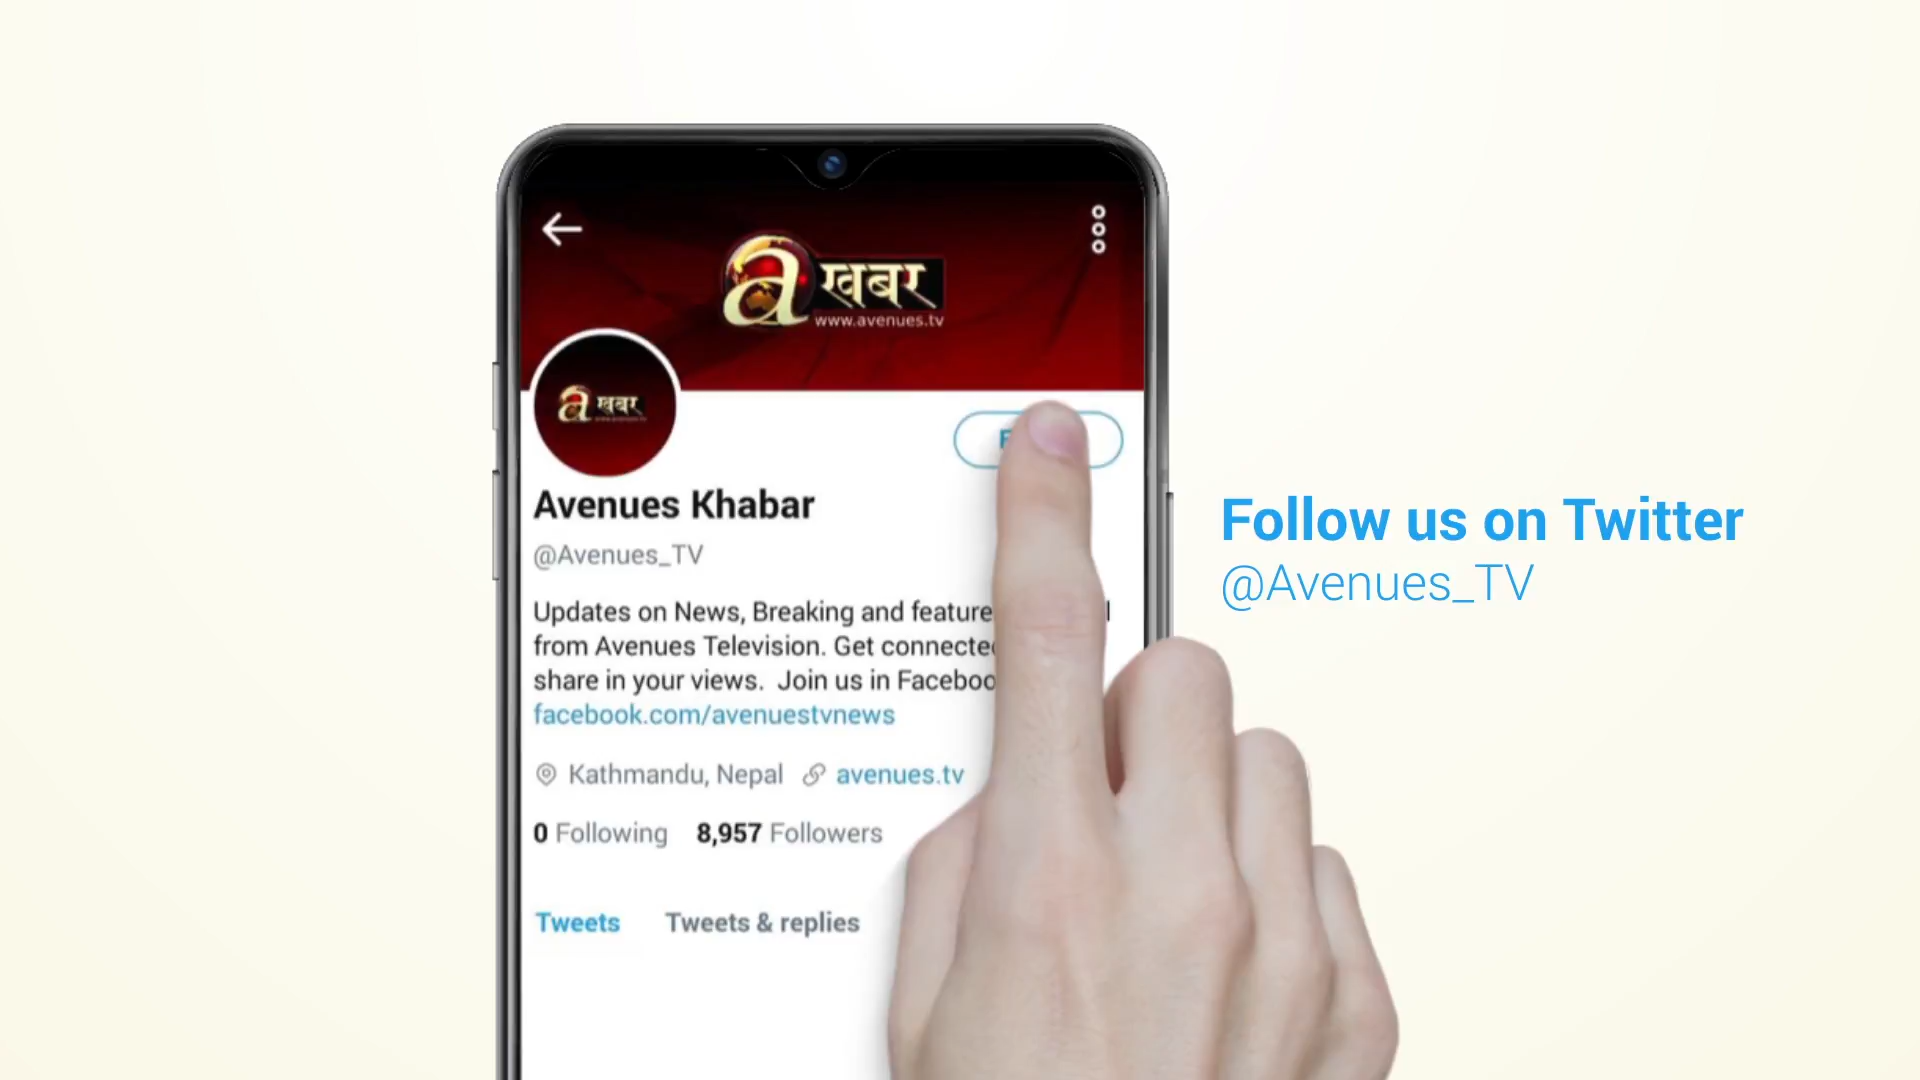 a खबर
www.avenues.tv
a खबर
Avenues Khabar
@Avenues_TV
Updates on News, Breaking and feature
from Avenues Television. Get connected
share in your views. Join us in Faceboo
facebook.com/avenuestvnews
Kathmandu, Nepal avenues.tv
0 Following 8,957 Followers
Tweets Tweets & replies
Follow us on Twitter
@Avenues_TV